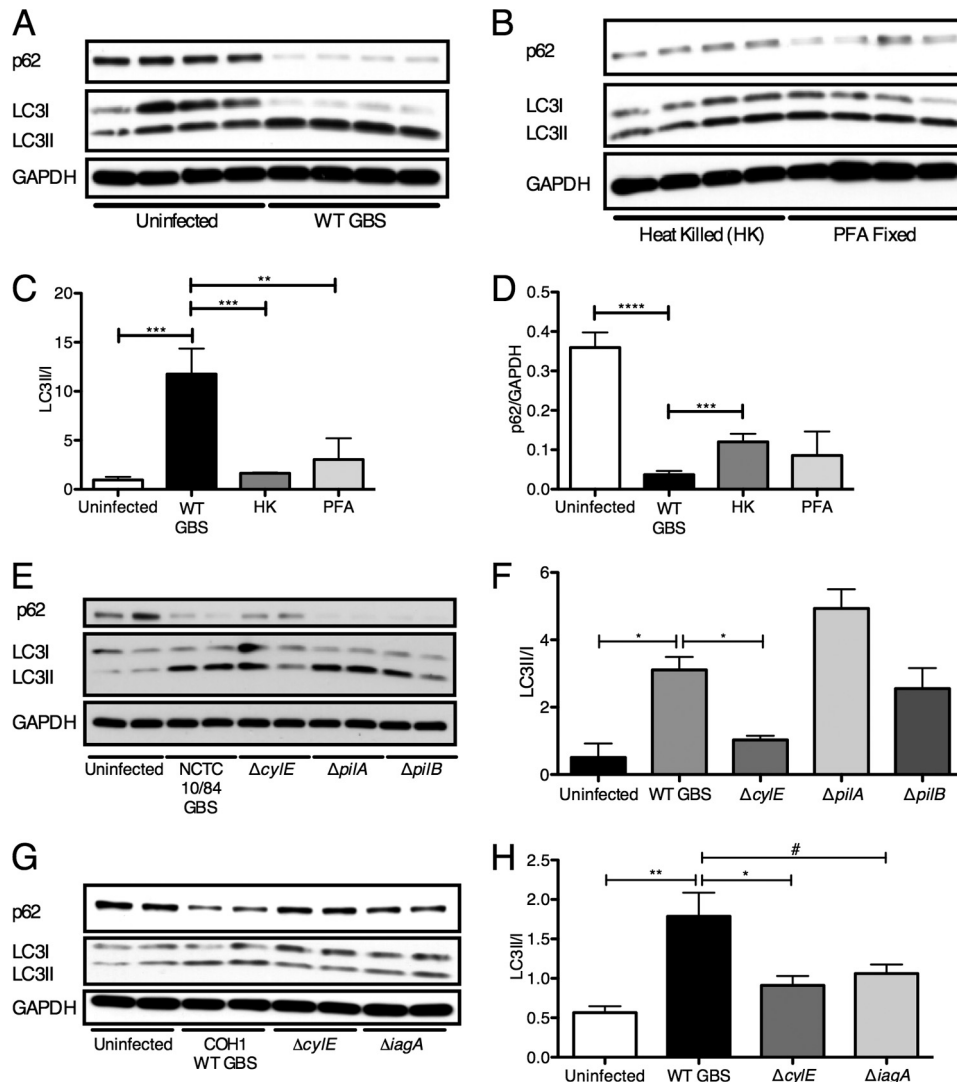 A
p62
LC3I
LC3II
GAPDH
Uninfected WT GBS
B
p62
LC3I
LC3II
GAPDH
Heat Killed (HK) PFA Fixed
C
LC3II/I
20
15
10
5
0
** 
***
***
Uninfected WT GBS HK PFA
D
p62/GAPDH
0.5
0.4
0.3
0.2
0.1
0.0
****
***
Uninfected WT GBS HK PFA
E
p62
LC3I
LC3II
GAPDH
Uninfected NCTC 10/84 GBS ΔcylE ΔpilA ΔpilB
F
LC3II/I
6
4
2
0
* *
Uninfected WT GBS ΔcylE ΔpilA ΔpilB
G
p62
LC3I
LC3II
GAPDH
Uninfected COH1 WT GBS ΔcylE ΔiagA
H
LC3II/I
2.5
2.0
1.5
1.0
0.5
0.0
#
** *
Uninfected WT GBS ΔcylE ΔiagA